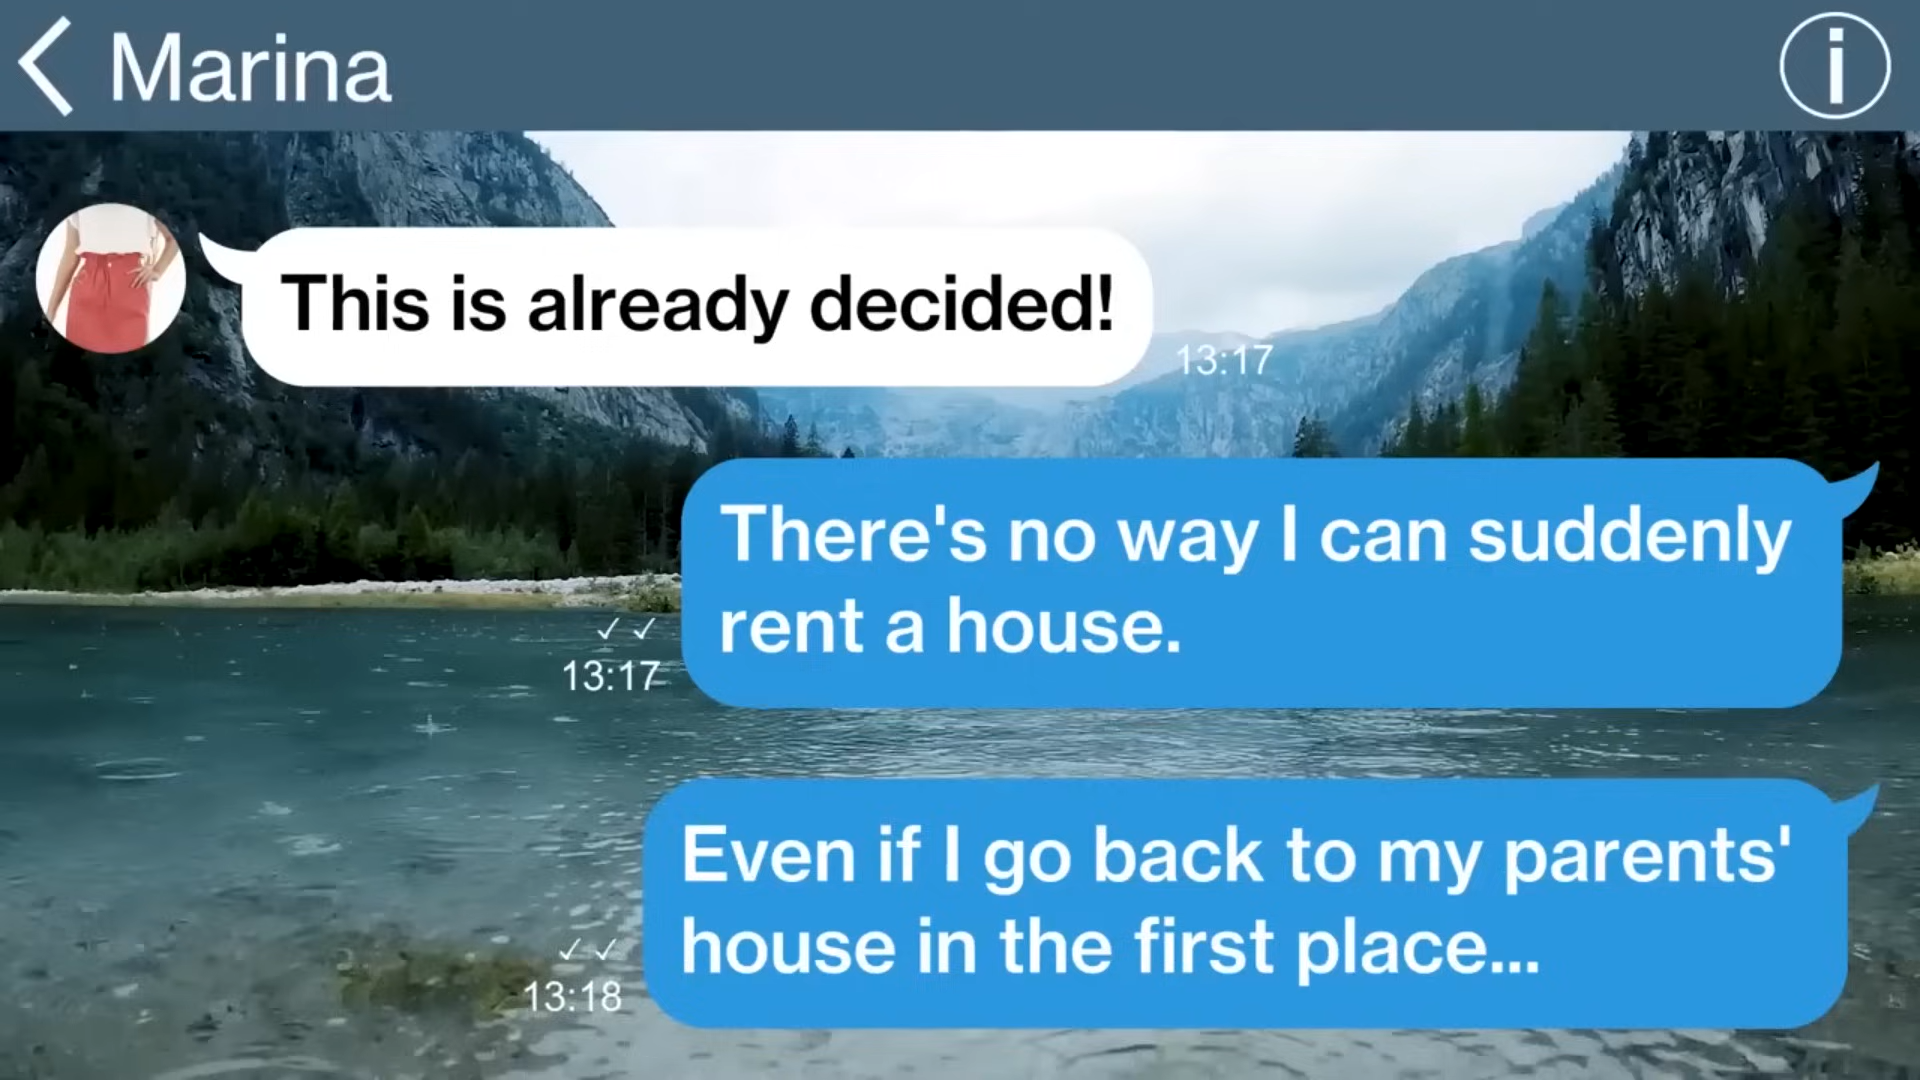 Marina
i
This is already decided!
13:17
There's no way I can suddenly
rent a house.
13:17
Even if I go back to my parents'
house in the first place...
13:18